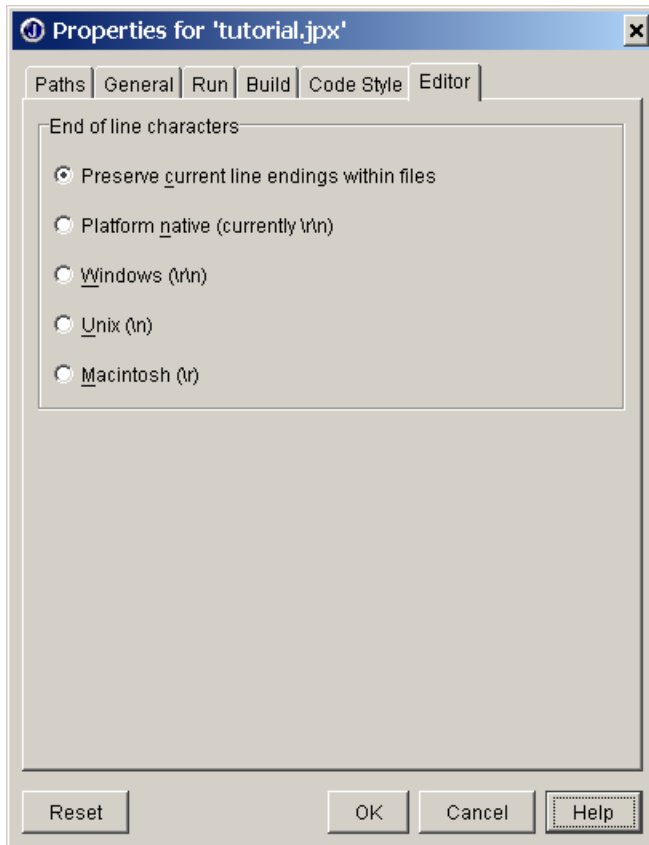 Properties for 'tutorial.jpx'
Paths General Run Build Code Style Editor
End of line characters
Preserve current line endings within files
Platform native (currently \r\n)
Windows (\r\n)
Unix (\n)
Macintosh (\r)
Reset OK Cancel Help